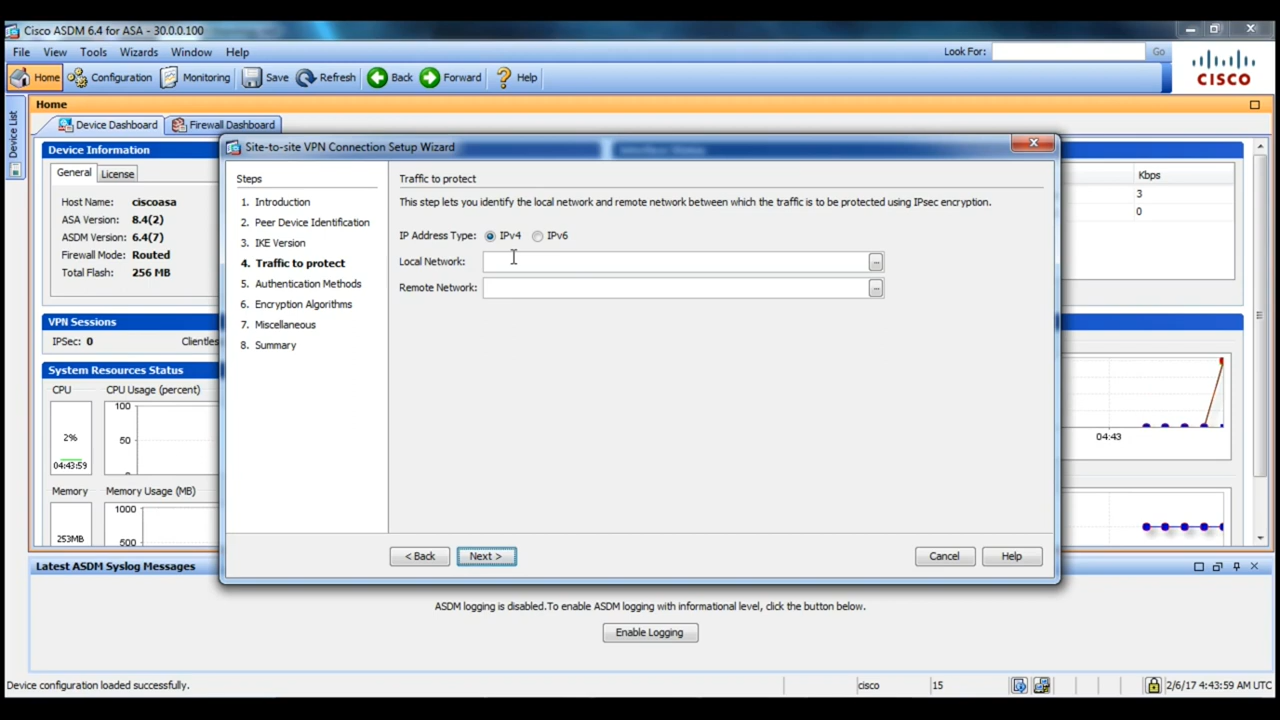 Cisco ASDM 6.4 for ASA - 30.0.0.100
File View Tools Wizards Window Help Look For: Go
Home Configuration Monitoring Save Refresh Back Forward Help
CISCO
Home
Device List
Device Dashboard Firewall Dashboard
Device Information
General License
Host Name: ciscoasa
ASA Version: 8.4(2)
ASDM Version: 6.4(7)
Firewall Mode: Routed
Total Flash: 256 MB
VPN Sessions
IPSec: 0 Clientles
System Resources Status
CPU CPU Usage (percent)
100
50
2%
04:43:59
Memory Memory Usage (MB)
1000
500
253MB
Site-to-site VPN Connection Setup Wizard
Steps
1. Introduction
2. Peer Device Identification
3. IKE Version
4. Traffic to protect
5. Authentication Methods
6. Encryption Algorithms
7. Miscellaneous
8. Summary
Traffic to protect
This step lets you identify the local network and remote network between which the traffic is to be protected using IPsec encryption.
IP Address Type: IPv4 IPv6
Local Network: ...
Remote Network: ...
< Back Next > Cancel Help
Kbps
3
0
04:43
Latest ASDM Syslog Messages
ASDM logging is disabled.To enable ASDM logging with informational level, click the button below.
Enable Logging
Device configuration loaded successfully. cisco 15 2/6/17 4:43:59 AM UTC